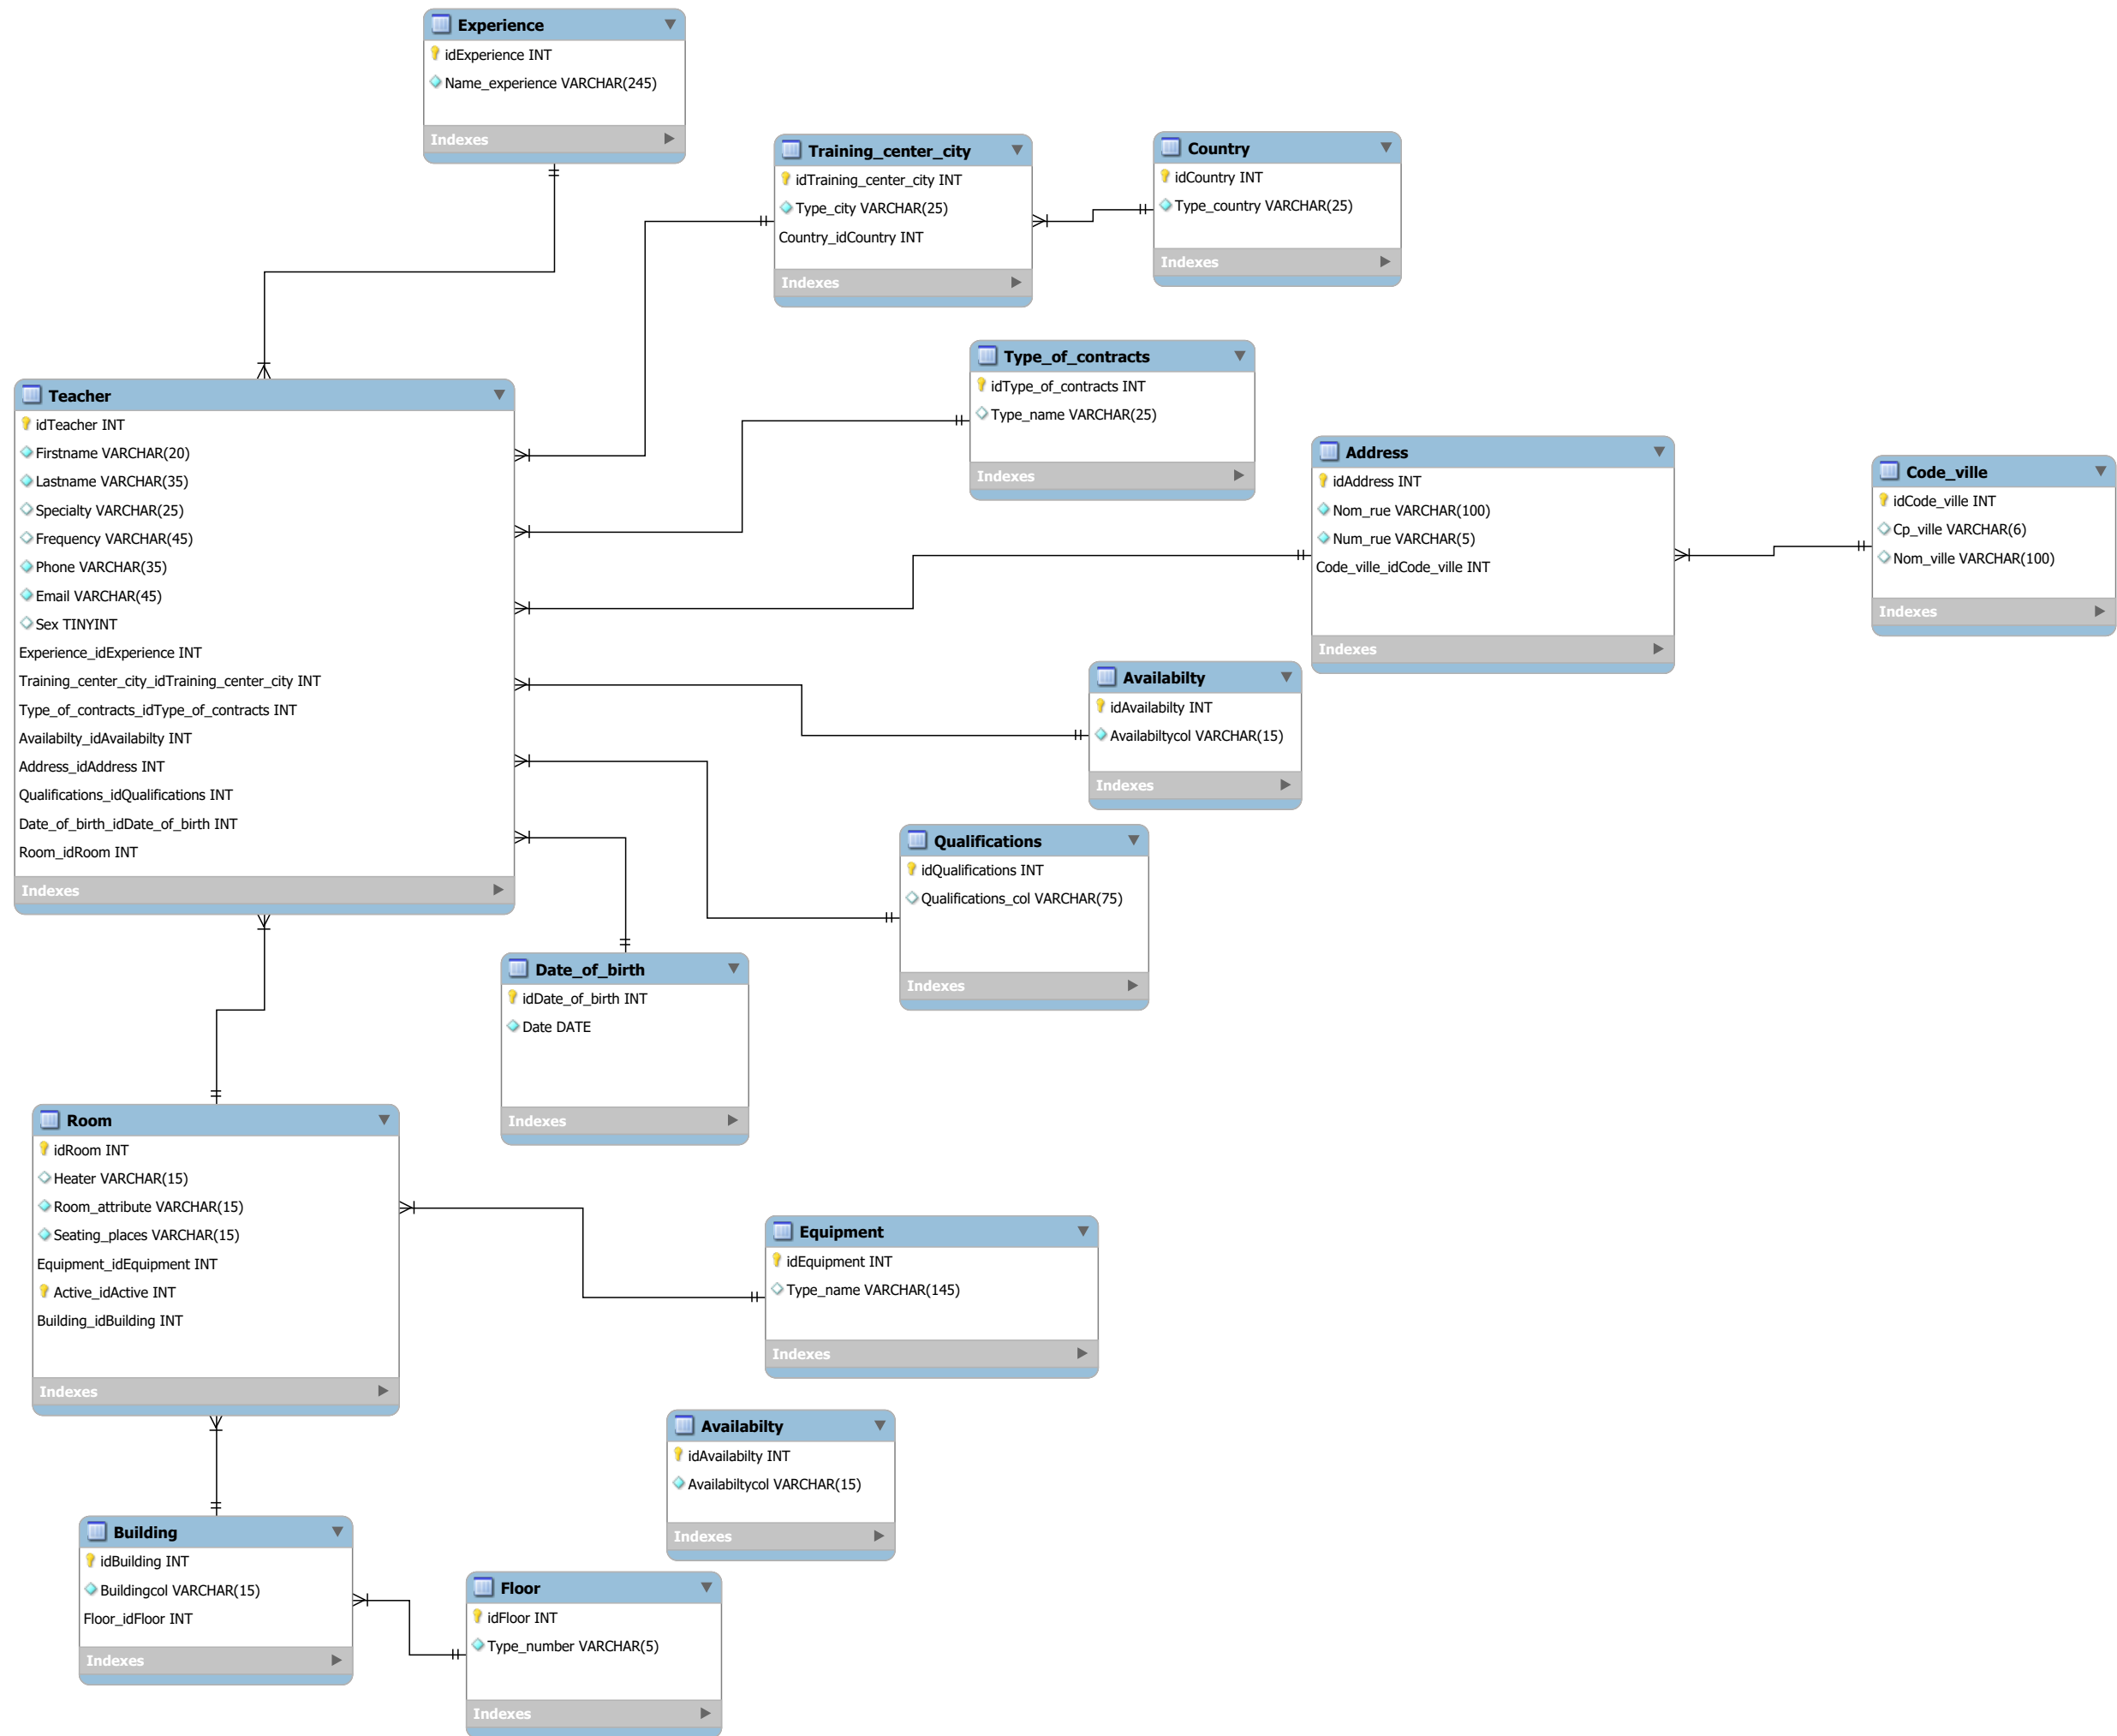 Experience
idExperience INT
Name_experience VARCHAR(245)
Indexes
Training_center_city
idTraining_center_city INT
Type_city VARCHAR(25)
Country_idCountry INT
Indexes
Country
idCountry INT
Type_country VARCHAR(25)
Indexes
Type_of_contracts
idType_of_contracts INT
Type_name VARCHAR(25)
Indexes
Teacher
idTeacher INT
Firstname VARCHAR(20)
Lastname VARCHAR(35)
Specialty VARCHAR(25)
Frequency VARCHAR(45)
Phone VARCHAR(35)
Email VARCHAR(45)
Sex TINYINT
Experience_idExperience INT
Training_center_city_idTraining_center_city INT
Type_of_contracts_idType_of_contracts INT
Availabilty_idAvailabilty INT
Address_idAddress INT
Qualifications_idQualifications INT
Date_of_birth_idDate_of_birth INT
Room_idRoom INT
Indexes
Address
idAddress INT
Nom_rue VARCHAR(100)
Num_rue VARCHAR(5)
Code_ville_idCode_ville INT
Indexes
Code_ville
idCode_ville INT
Cp_ville VARCHAR(6)
Nom_ville VARCHAR(100)
Indexes
Availabilty
idAvailabilty INT
Availabiltycol VARCHAR(15)
Indexes
Qualifications
idQualifications INT
Qualifications_col VARCHAR(75)
Indexes
Date_of_birth
idDate_of_birth INT
Date DATE
Indexes
Room
idRoom INT
Heater VARCHAR(15)
Room_attribute VARCHAR(15)
Seating_places VARCHAR(15)
Equipment_idEquipment INT
Active_idActive INT
Building_idBuilding INT
Indexes
Equipment
idEquipment INT
Type_name VARCHAR(145)
Indexes
Availabilty
idAvailabilty INT
Availabiltycol VARCHAR(15)
Indexes
Building
idBuilding INT
Buildingcol VARCHAR(15)
Floor_idFloor INT
Indexes
Floor
idFloor INT
Type_number VARCHAR(5)
Indexes